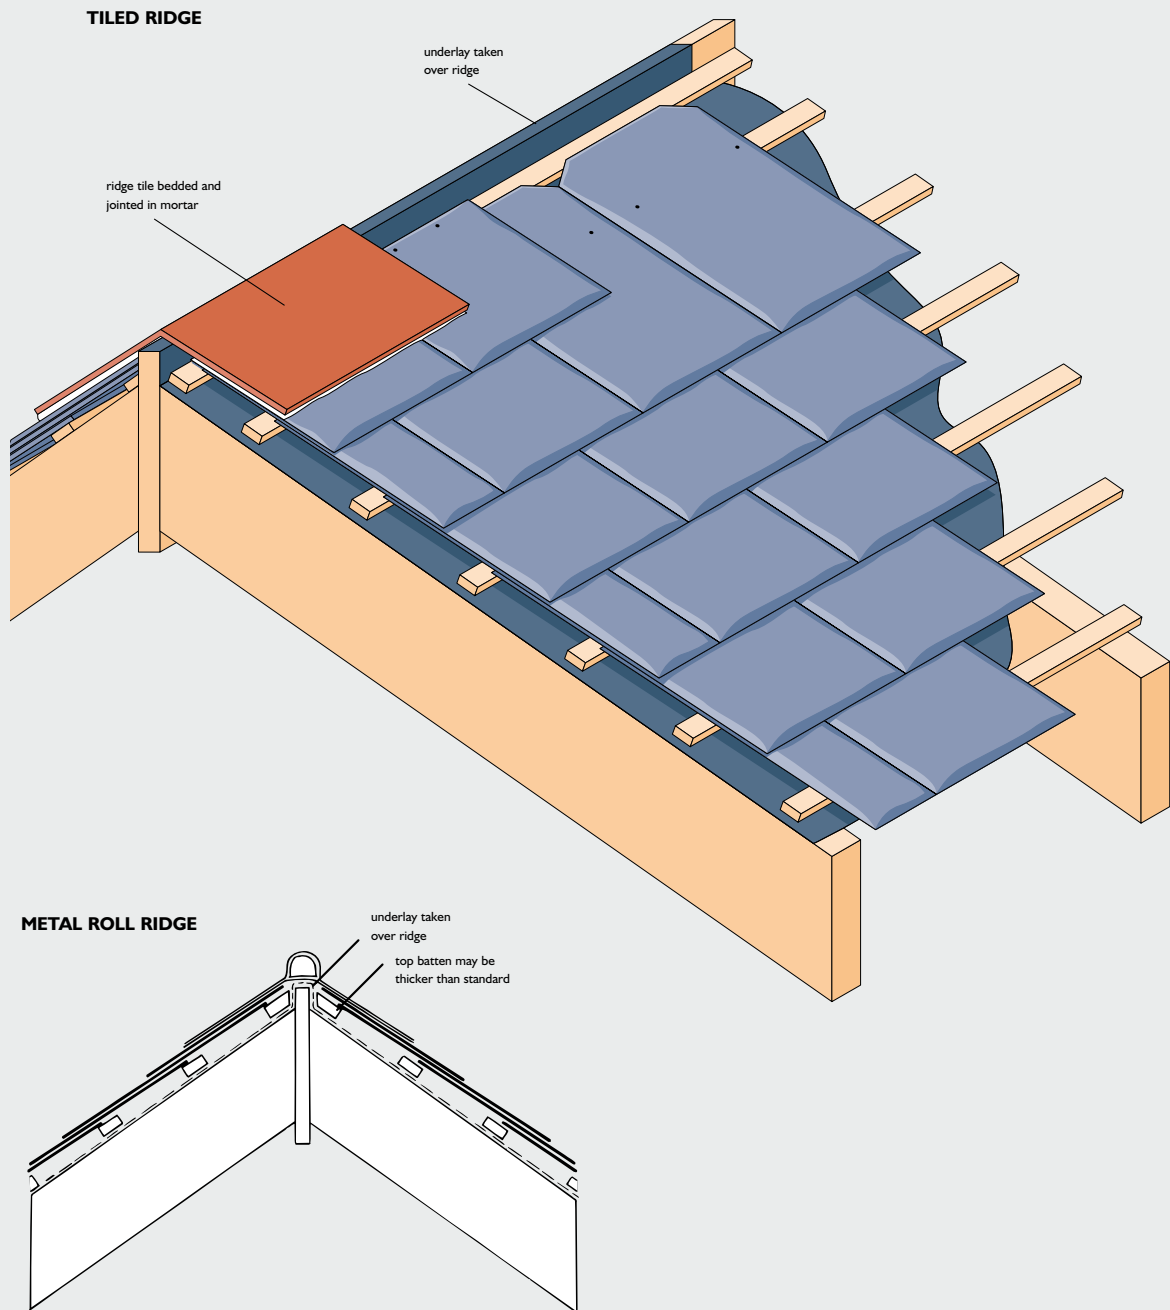 TILED RIDGE
underlay taken
over ridge
ridge tile bedded and
jointed in mortar
METAL ROLL RIDGE
underlay taken
over ridge
top batten may be
thicker than standard